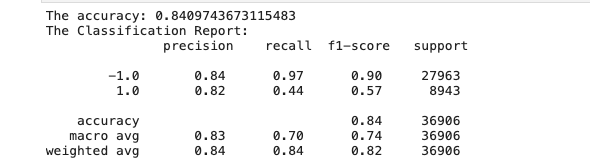 The accuracy: 0.8409743673115483
The Classification Report:
precision recall f1-score support
-1.0 0.84 0.97 0.90 27963
1.0 0.82 0.44 0.57 8943
accuracy 0.84 36906
macro avg 0.83 0.70 0.74 36906
weighted avg 0.84 0.84 0.82 36906